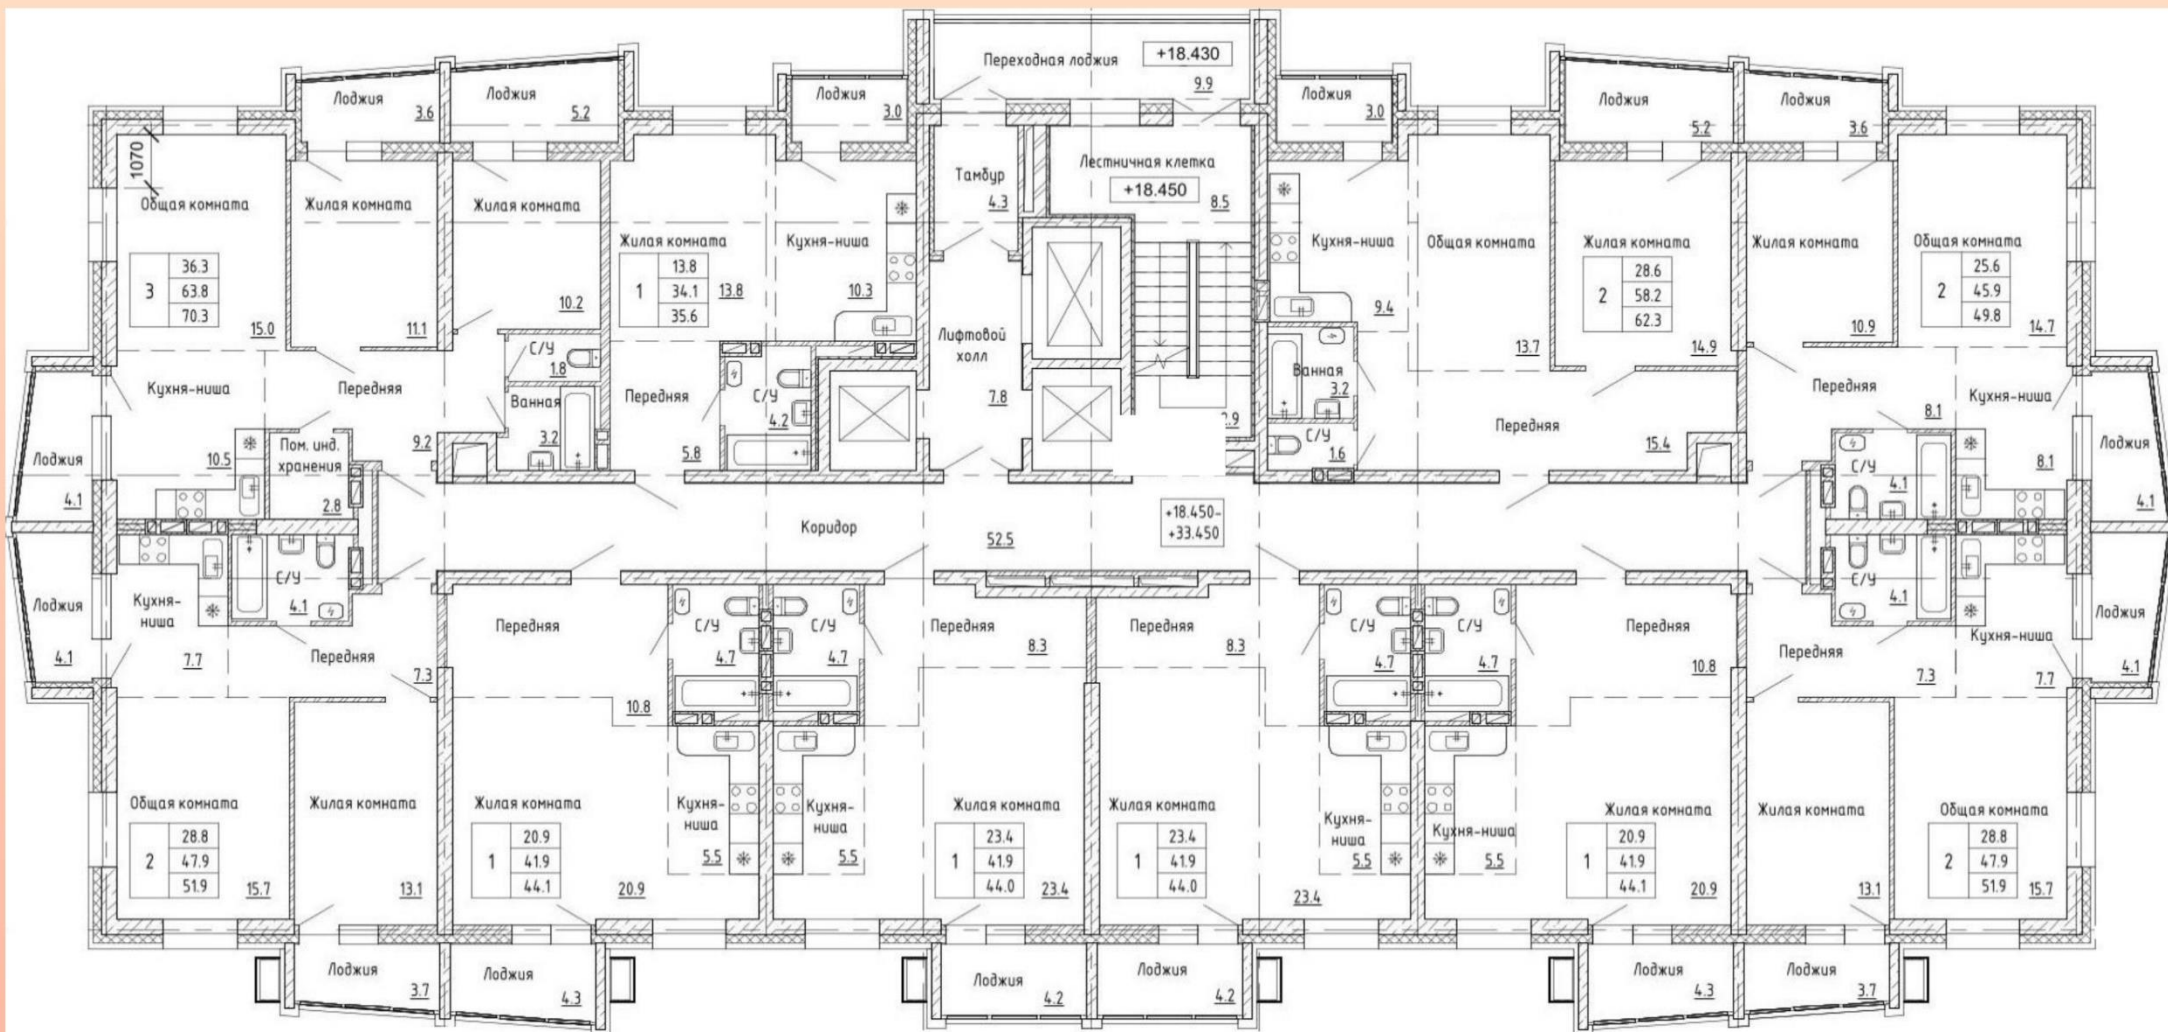 Переходная лоджия
+18.430
9.9
Лоджия
3.6
Лоджия
5.2
Лоджия
3.0
Лоджия
3.0
Лоджия
5.2
Лоджия
3.6
1070
Общая комната
3
36.3
63.8
70.3
15.0
Жилая комната
11.1
Жилая комната
10.2
Жилая комната
1
13.8
34.1
35.6
13.8
Кухня-ниша
10.3
Тамбур
4.3
Лестничная клетка
+18.450
8.5
Кухня-ниша
9.4
Общая комната
13.7
Жилая комната
2
28.6
58.2
62.3
14.9
Жилая комната
10.9
Общая комната
2
25.6
45.9
49.8
14.7
Кухня-ниша
10.5
Передняя
9.2
С/У
1.8
Ванная
3.2
Передняя
5.8
С/У
4.2
Лифтовой
холл
7.8
Ванная
3.2
С/У
1.6
Передняя
15.4
Передняя
8.1
Кухня-ниша
8.1
Лоджия
4.1
Пом. инд.
хранения
2.8
С/У
4.1
Лоджия
4.1
Коридор
52.5
+18.450-
+33.450
Лоджия
4.1
Кухня-
ниша
7.7
С/У
4.1
Передняя
7.3
Передняя
10.8
С/У
4.7
С/У
4.7
Передняя
8.3
Передняя
8.3
С/У
4.7
С/У
4.7
Передняя
10.8
С/У
4.1
Передняя
7.3
Кухня-ниша
7.7
Лоджия
4.1
Общая комната
2
28.8
47.9
51.9
15.7
Жилая комната
13.1
Жилая комната
1
20.9
41.9
44.1
20.9
Кухня-
ниша
5.5
Кухня-
ниша
5.5
Жилая комната
1
23.4
41.9
44.0
23.4
Жилая комната
1
23.4
41.9
44.0
23.4
Кухня-
ниша
5.5
Кухня-ниша
5.5
Жилая комната
1
20.9
41.9
44.1
20.9
Жилая комната
13.1
Общая комната
2
28.8
47.9
51.9
15.7
Лоджия
3.7
Лоджия
4.3
Лоджия
4.2
Лоджия
4.2
Лоджия
4.3
Лоджия
3.7